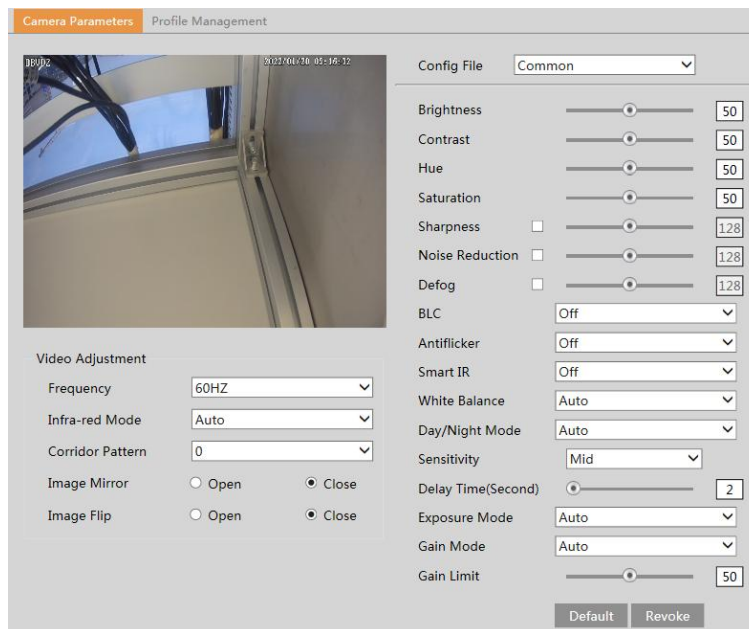 Camera Parameters
Profile Management
Config File Common
Brightness 50
Contrast 50
Hue 50
Saturation 50
Sharpness 128
Noise Reduction 128
Defog 128
BLC Off
Antiflicker Off
Smart IR Off
White Balance Auto
Day/Night Mode Auto
Sensitivity Mid
Delay Time(Second) 2
Exposure Mode Auto
Gain Mode Auto
Gain Limit 50
Default Revoke
Video Adjustment
Frequency 60HZ
Infra-red Mode Auto
Corridor Pattern 0
Image Mirror Open Close
Image Flip Open Close